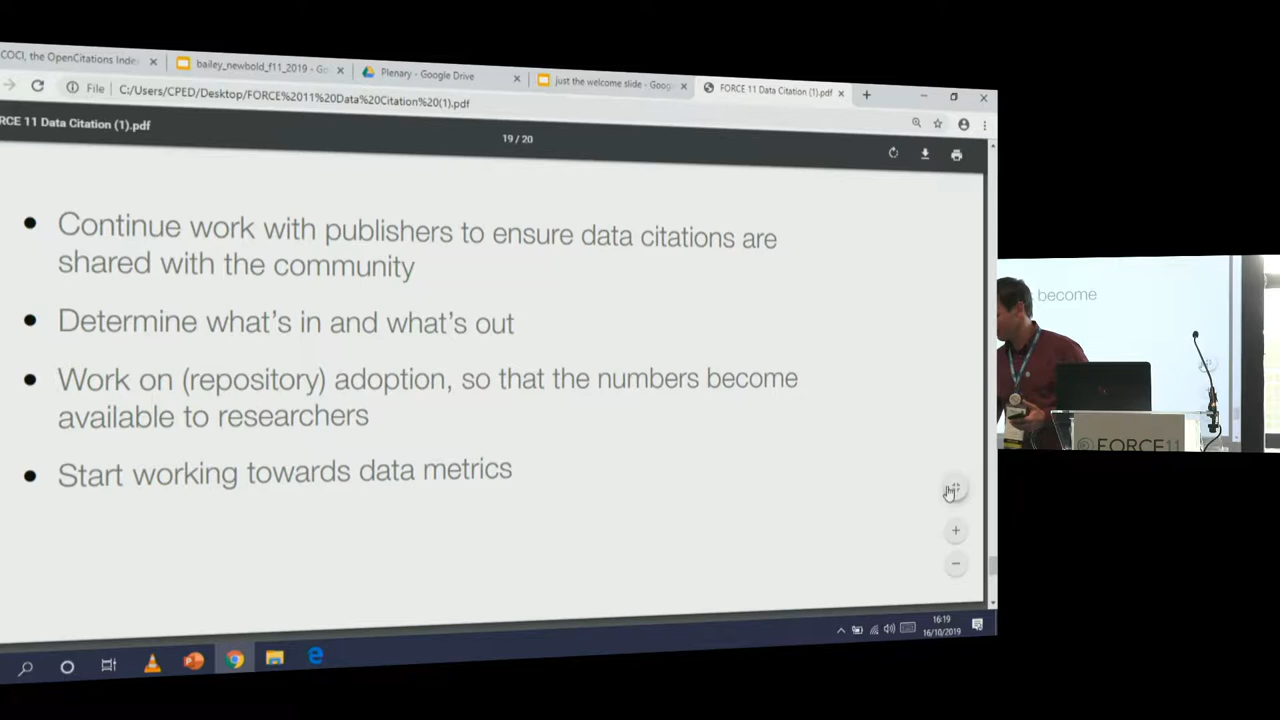 COCI, the OpenCitations Inde
bailey_newbold_f11_2019 - Go
Plenary - Google Drive
just the welcome slide - Goog
FORCE 11 Data Citation (1).pdf
File
C:/Users/CPED/Desktop/FORCE%2011%20Data%20Citation%20(1).pdf
RCE 11 Data Citation (1).pdf
19 / 20
• Continue work with publishers to ensure data citations are
shared with the community
• Determine what's in and what's out
• Work on (repository) adoption, so that the numbers become
available to researchers
• Start working towards data metrics
16:19
16/10/2019
become
FORCE11